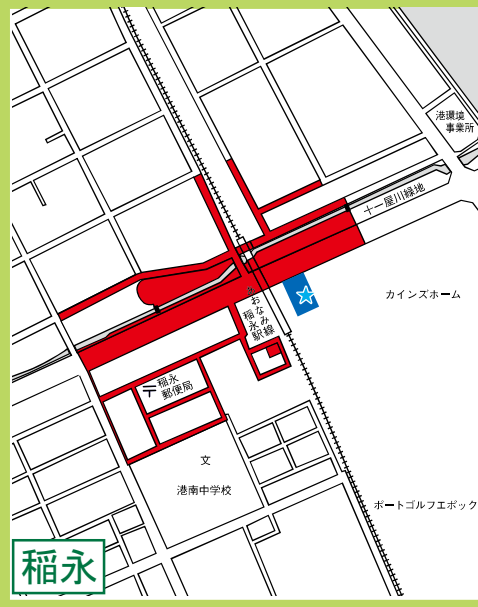 港環境
事業所
十一屋川緑地
カインズホーム
あおなみ線
稲永駅
稲永
郵便局
文
港南中学校
ポートゴルフエポック
稲永